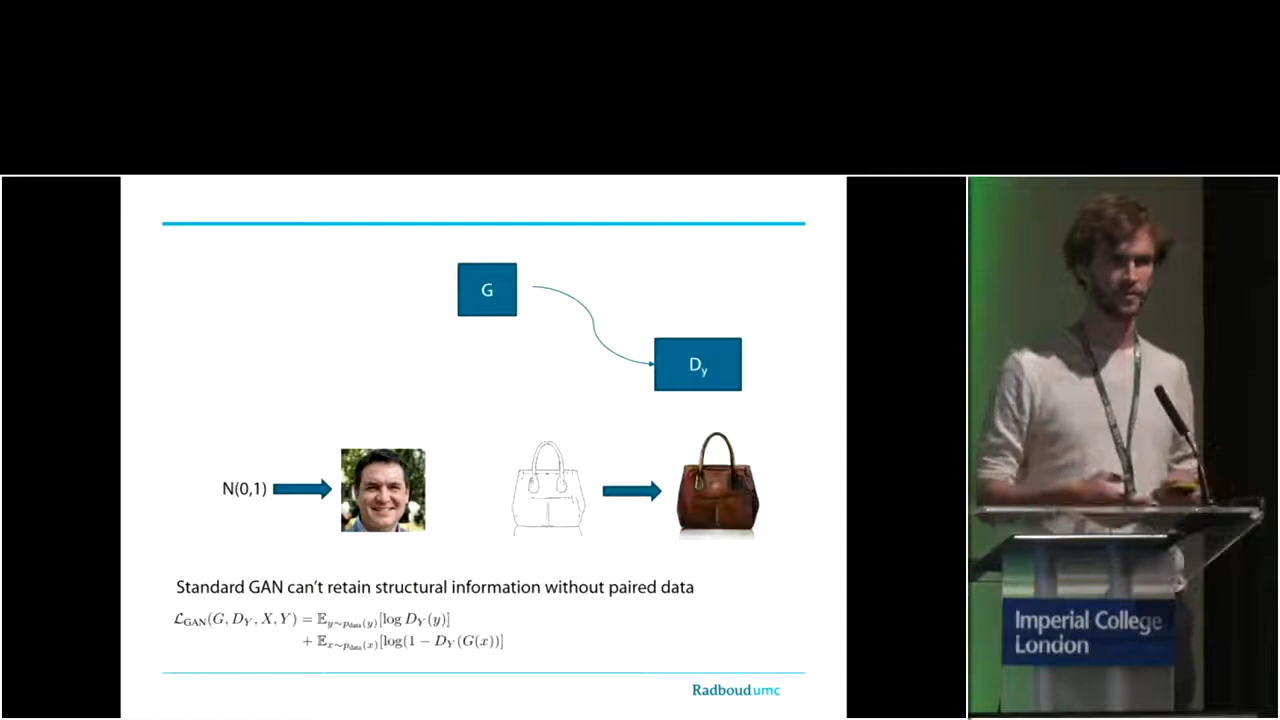 G
Dy
N(0,1)
Standard GAN can't retain structural information without paired data
ℒGAN(G, DY, X, Y) = 𝔼y∼pdata(y)[log DY(y)]
+ 𝔼x∼pdata(x)[log(1 − DY(G(x))]
Radboudumc
Imperial College
London